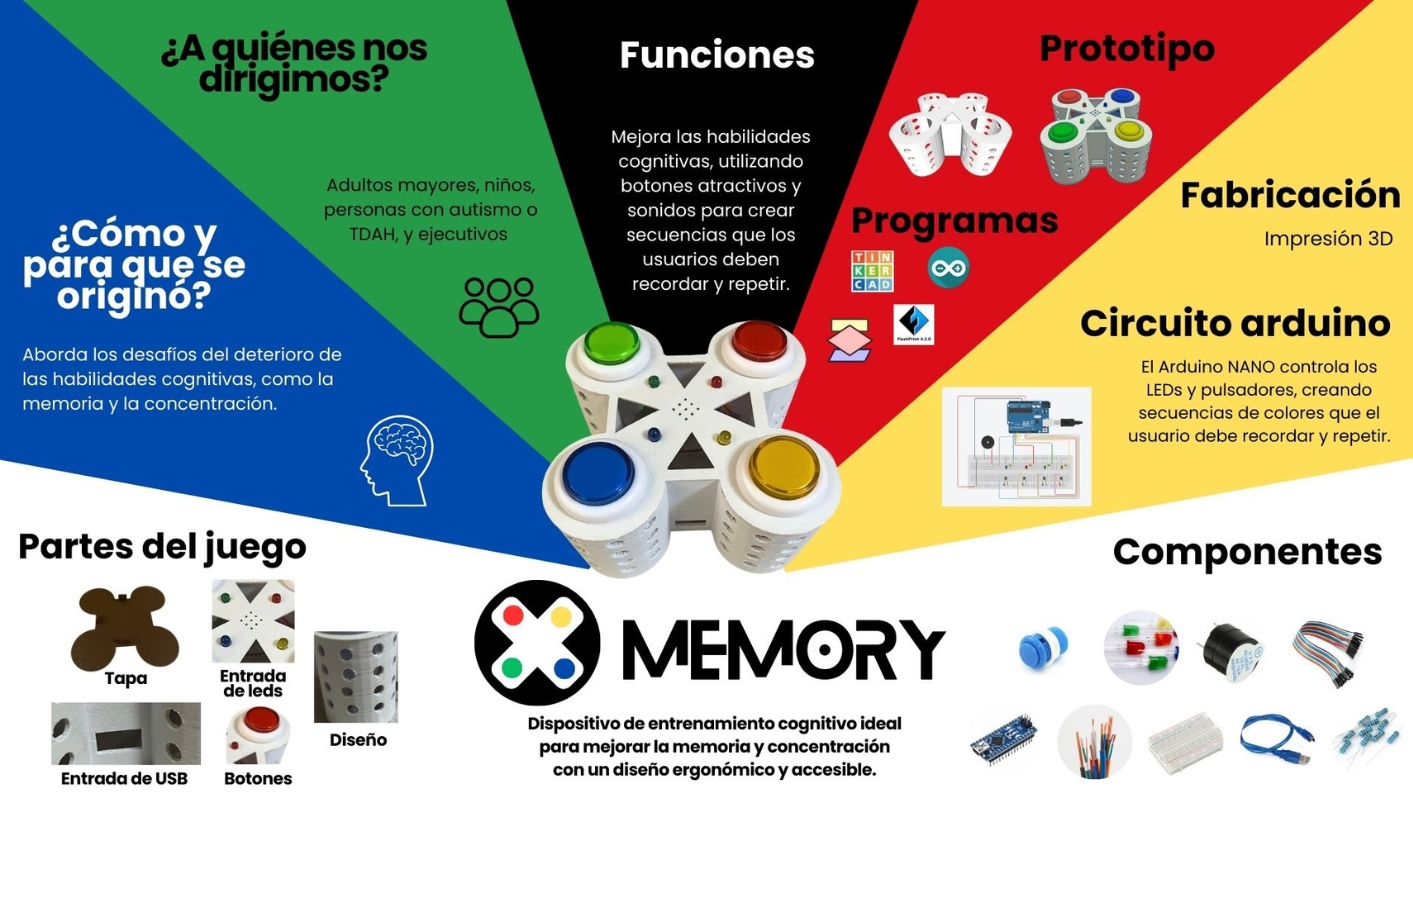 ¿A quiénes nos
dirigimos?
Adultos mayores, niños,
personas con autismo o
TDAH, y ejecutivos
¿Cómo y
para que se
originó?
Aborda los desafíos del deterioro de
las habilidades cognitivas, como la
memoria y la concentración.
Funciones
Mejora las habilidades
cognitivas, utilizando
botones atractivos y
sonidos para crear
secuencias que los
usuarios deben
recordar y repetir.
Prototipo
Programas
TIN
KER
CAD
FlashPrint 4.2.0
Fabricación
Impresión 3D
Circuito arduino
El Arduino NANO controla los
LEDs y pulsadores, creando
secuencias de colores que el
usuario debe recordar y repetir.
Partes del juego
Tapa
Entrada
de leds
Diseño
Entrada de USB
Botones
MEMORY
Dispositivo de entrenamiento cognitivo ideal
para mejorar la memoria y concentración
con un diseño ergonómico y accesible.
Componentes